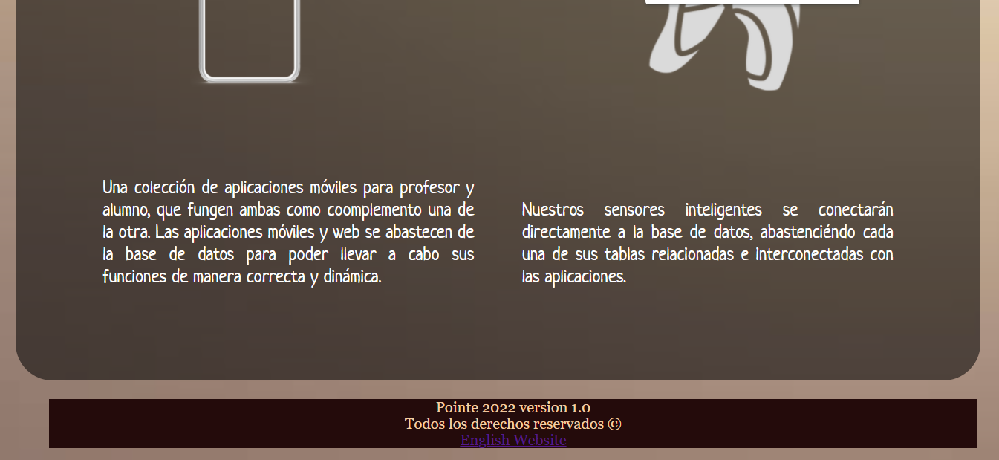 Una colección de aplicaciones móviles para profesor y
alumno, que fungen ambas como coomplemento una de
la otra. Las aplicaciones móviles y web se abastecen de
la base de datos para poder llevar a cabo sus
funciones de manera correcta y dinámica.
Nuestros sensores inteligentes se conectarán
directamente a la base de datos, abastenciéndo cada
una de sus tablas relacionadas e interconectadas con
las aplicaciones.
Pointe 2022 version 1.0
Todos los derechos reservados ©
English Website